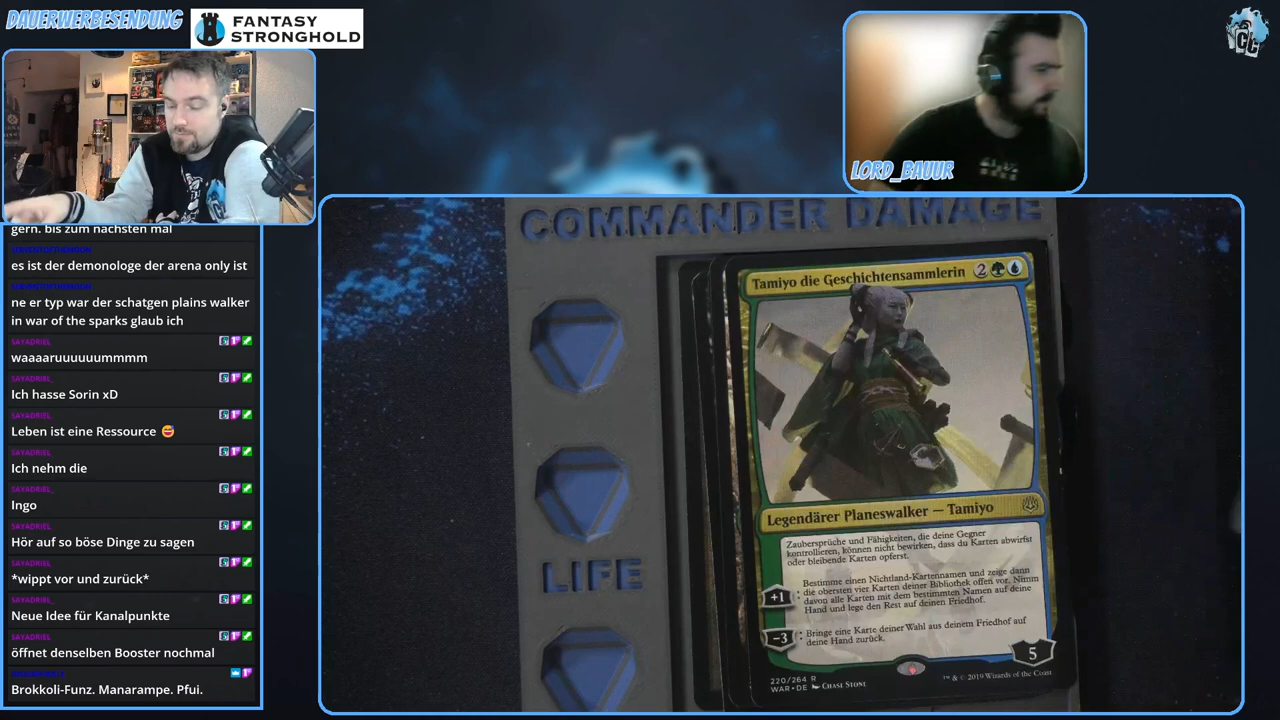 DAUERWERBESENDUNG
FANTASY
STRONGHOLD
LORD_BAUUR
gern. bis zum nächsten mal
es ist der demonologe der arena only ist
ne er typ war der schatgen plains walker
in war of the sparks glaub ich
SAYADRIEL_
waaaaruuuuuummmm
SAYADRIEL_
Ich hasse Sorin xD
SAYADRIEL_
Leben ist eine Ressource 😅
SAYADRIEL_
Ich nehm die
SAYADRIEL_
Ingo
SAYADRIEL_
Hör auf so böse Dinge zu sagen
SAYADRIEL_
*wippt vor und zurück*
SAYADRIEL_
Neue Idee für Kanalpunkte
SAYADRIEL_
öffnet denselben Booster nochmal
Brokkoli-Funz. Manarampe. Pfui.
COMMANDER DAMAGE
LIFE
Tamiyo die Geschichtensammlerin 2
Legendärer Planeswalker — Tamiyo
Zaubersprüche und Fähigkeiten, die deine Gegner
kontrollieren, können nicht bewirken, dass du Karten abwirfst
oder bleibende Karten opferst.
+1: Bestimme einen Nichtland-Kartennamen und zeige dann
die obersten vier Karten deiner Bibliothek offen vor. Nimm
davon alle Karten mit dem bestimmten Namen auf deine
Hand und lege den Rest auf deinen Friedhof.
−3: Bringe eine Karte deiner Wahl aus deinem Friedhof auf
deine Hand zurück.
5
220/264 R
WAR • DE CHASE STONE
™ & © 2019 Wizards of the Coast